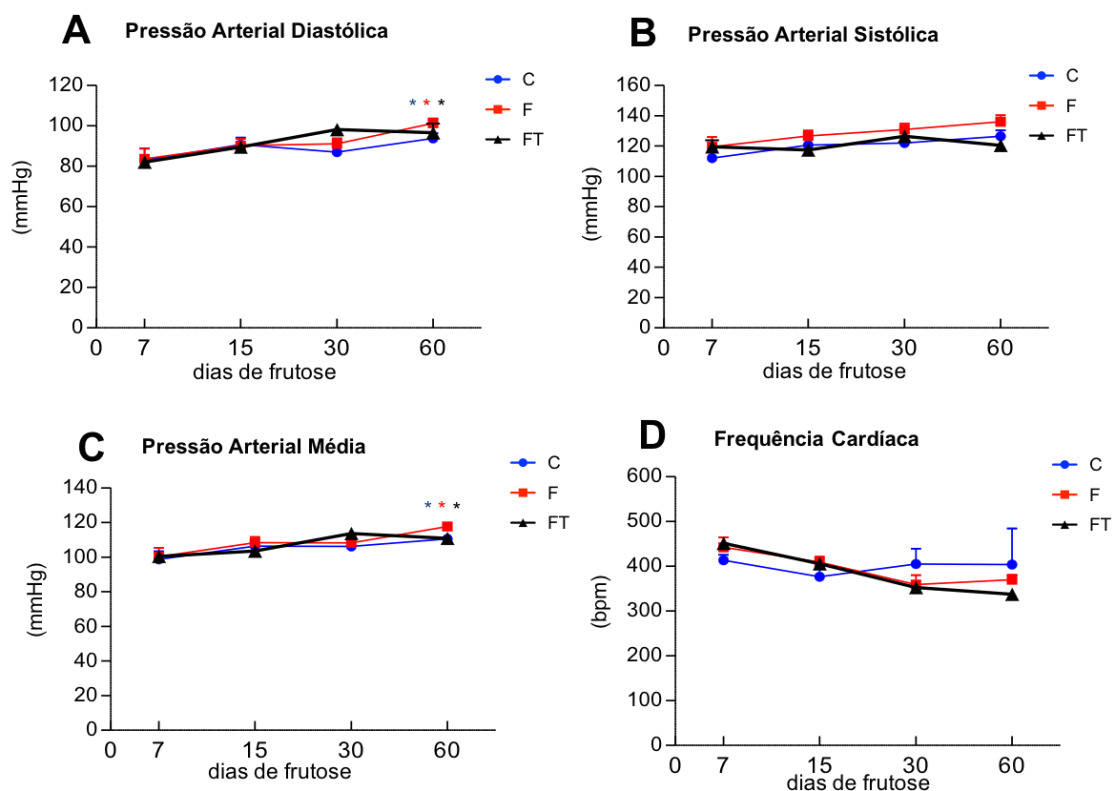 A Pressão Arterial Diastólica
C
F
FT
* * *
120
100
80
60
40
20
0
(mmHg)
0 7 15 30 60
dias de frutose
B Pressão Arterial Sistólica
C
F
FT
160
140
120
100
80
60
40
20
0
(mmHg)
0 7 15 30 60
dias de frutose
C Pressão Arterial Média
C
F
FT
* * *
140
120
100
80
60
40
20
0
(mmHg)
0 7 15 30 60
dias de frutose
D Frequência Cardíaca
C
F
FT
600
500
400
300
200
100
0
(bpm)
0 7 15 30 60
dias de frutose